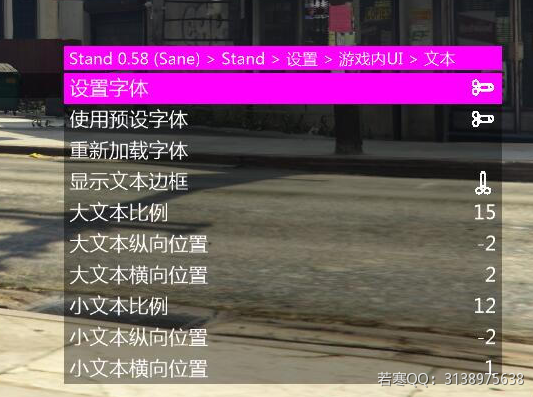 Stand 0.58 (Sane) > Stand > 设置 > 游戏内UI > 文本
设置字体
使用预设字体
重新加载字体
显示文本边框
大文本比例 15
大文本纵向位置 -2
大文本横向位置 2
小文本比例 12
小文本纵向位置 -2
小文本横向位置 1
若寒QQ：3138975638